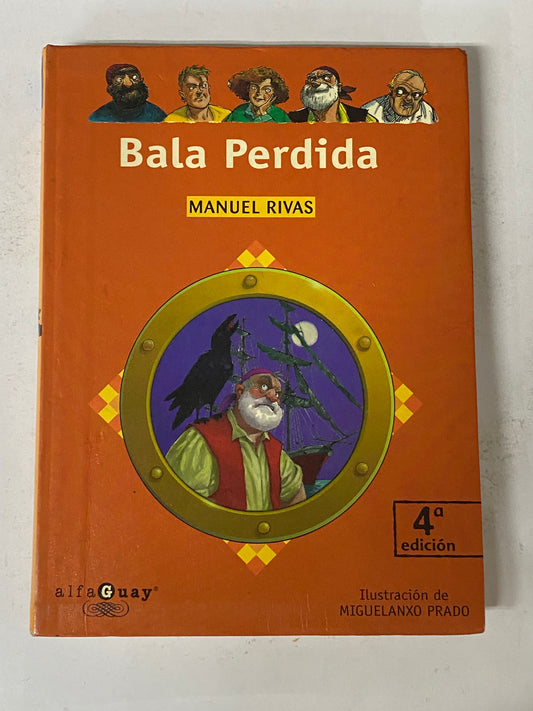 Bala Perdida
MANUEL RIVAS
4ª
edición
alfaGuay®
Ilustración de
MIGUELANXO PRADO